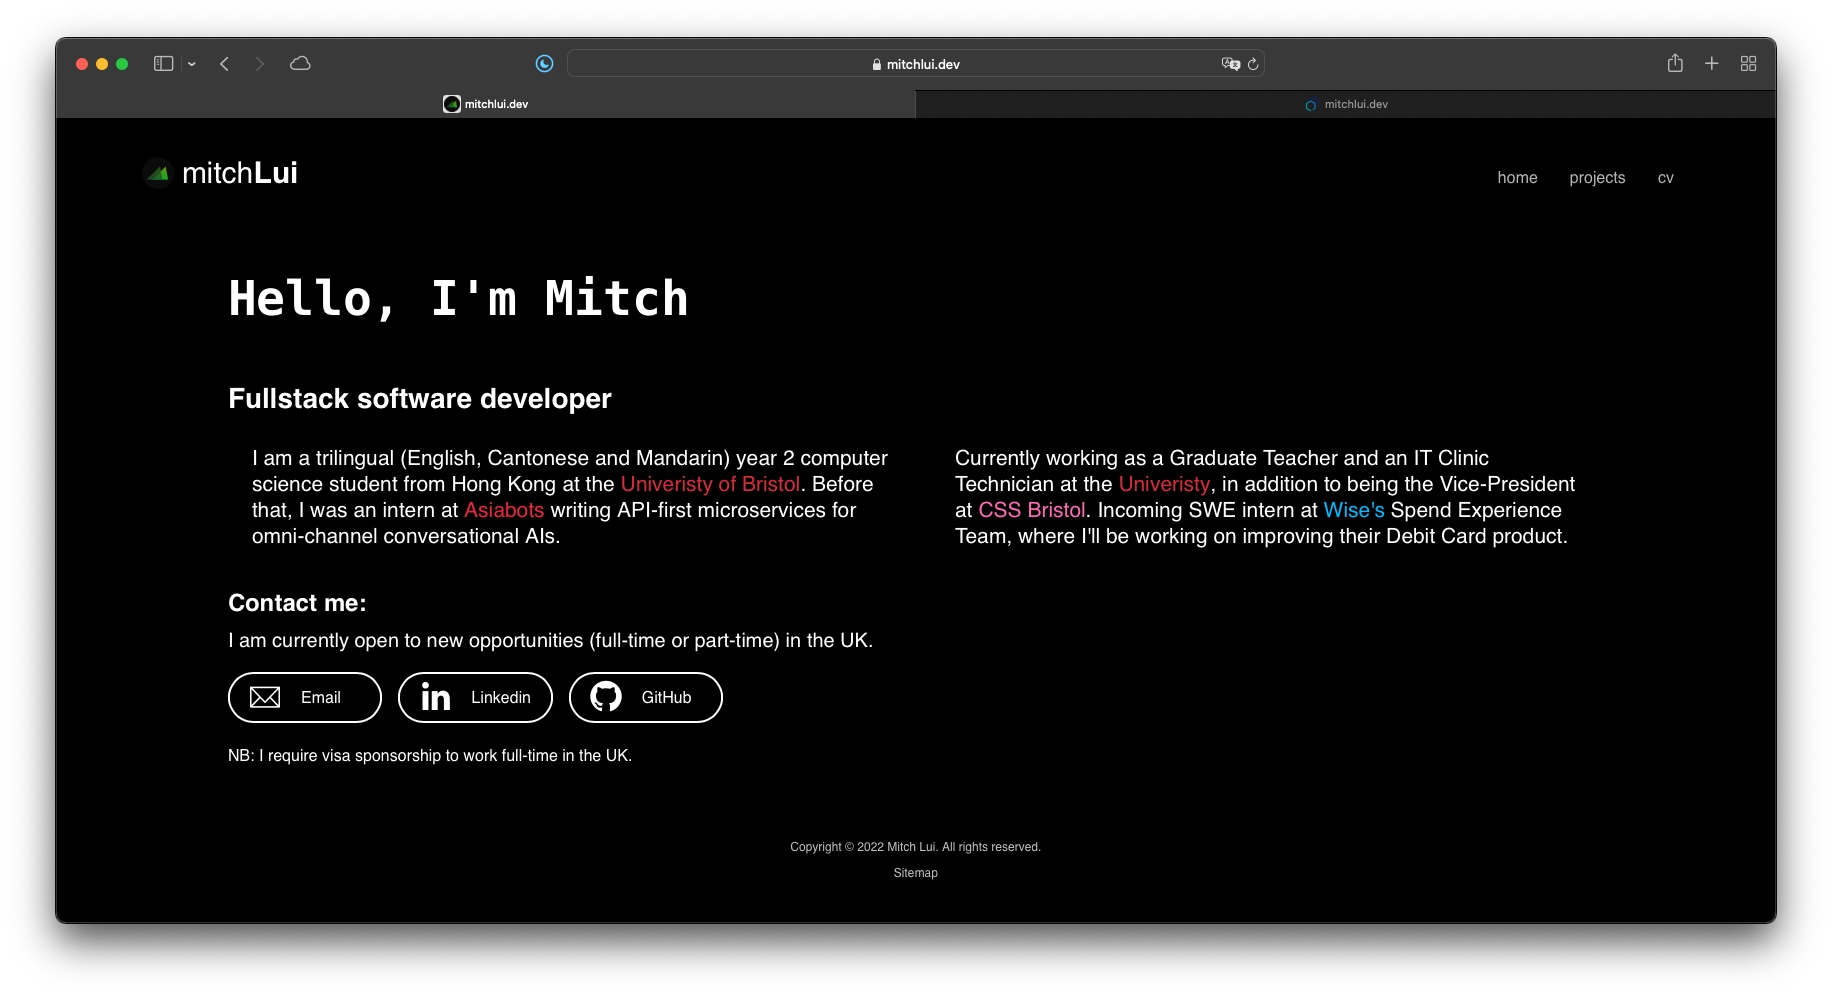 mitchlui.dev
mitchlui.dev
mitchlui.dev
mitchLui
home projects cv
Hello, I'm Mitch
Fullstack software developer
I am a trilingual (English, Cantonese and Mandarin) year 2 computer
science student from Hong Kong at the Univeristy of Bristol. Before
that, I was an intern at Asiabots writing API-first microservices for
omni-channel conversational AIs.
Currently working as a Graduate Teacher and an IT Clinic
Technician at the Univeristy, in addition to being the Vice-President
at CSS Bristol. Incoming SWE intern at Wise's Spend Experience
Team, where I'll be working on improving their Debit Card product.
Contact me:
I am currently open to new opportunities (full-time or part-time) in the UK.
Email Linkedin GitHub
NB: I require visa sponsorship to work full-time in the UK.
Copyright © 2022 Mitch Lui. All rights reserved.
Sitemap